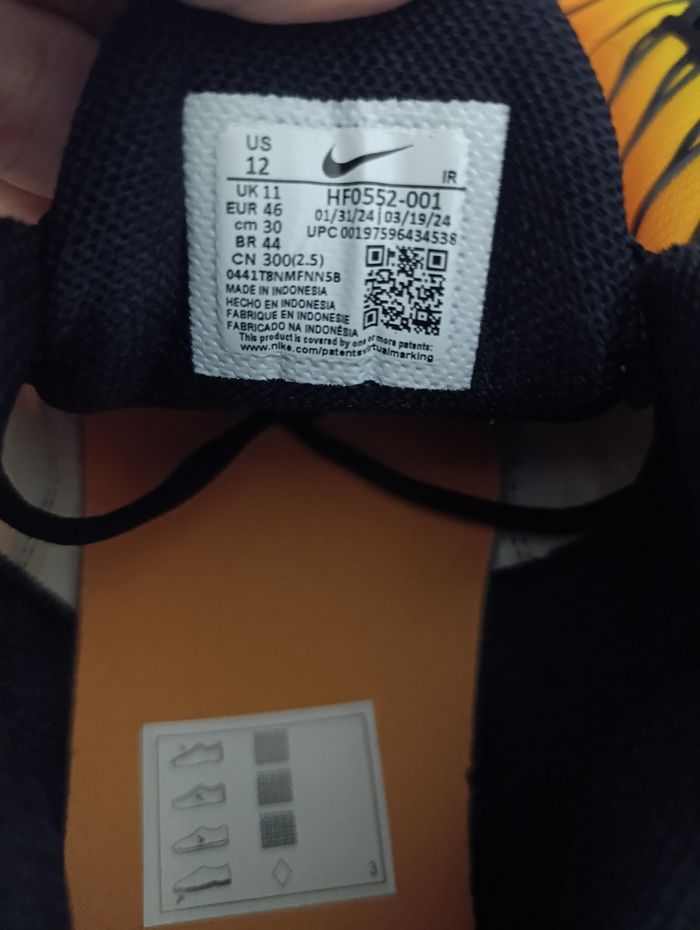 US
12
IR
UK 11
EUR 46
cm 30
BR 44
CN 300(2.5)
HF0552-001
01/31/24 | 03/19/24
UPC 00197596434538
0441T8NMFNN5B
MADE IN INDONESIA
HECHO EN INDONESIA
FABRIQUE EN INDONESIE
FABRICADO NA INDONÉSIA
This product is covered by one or more patents:
www.nike.com/patentsvirtualmarking
3